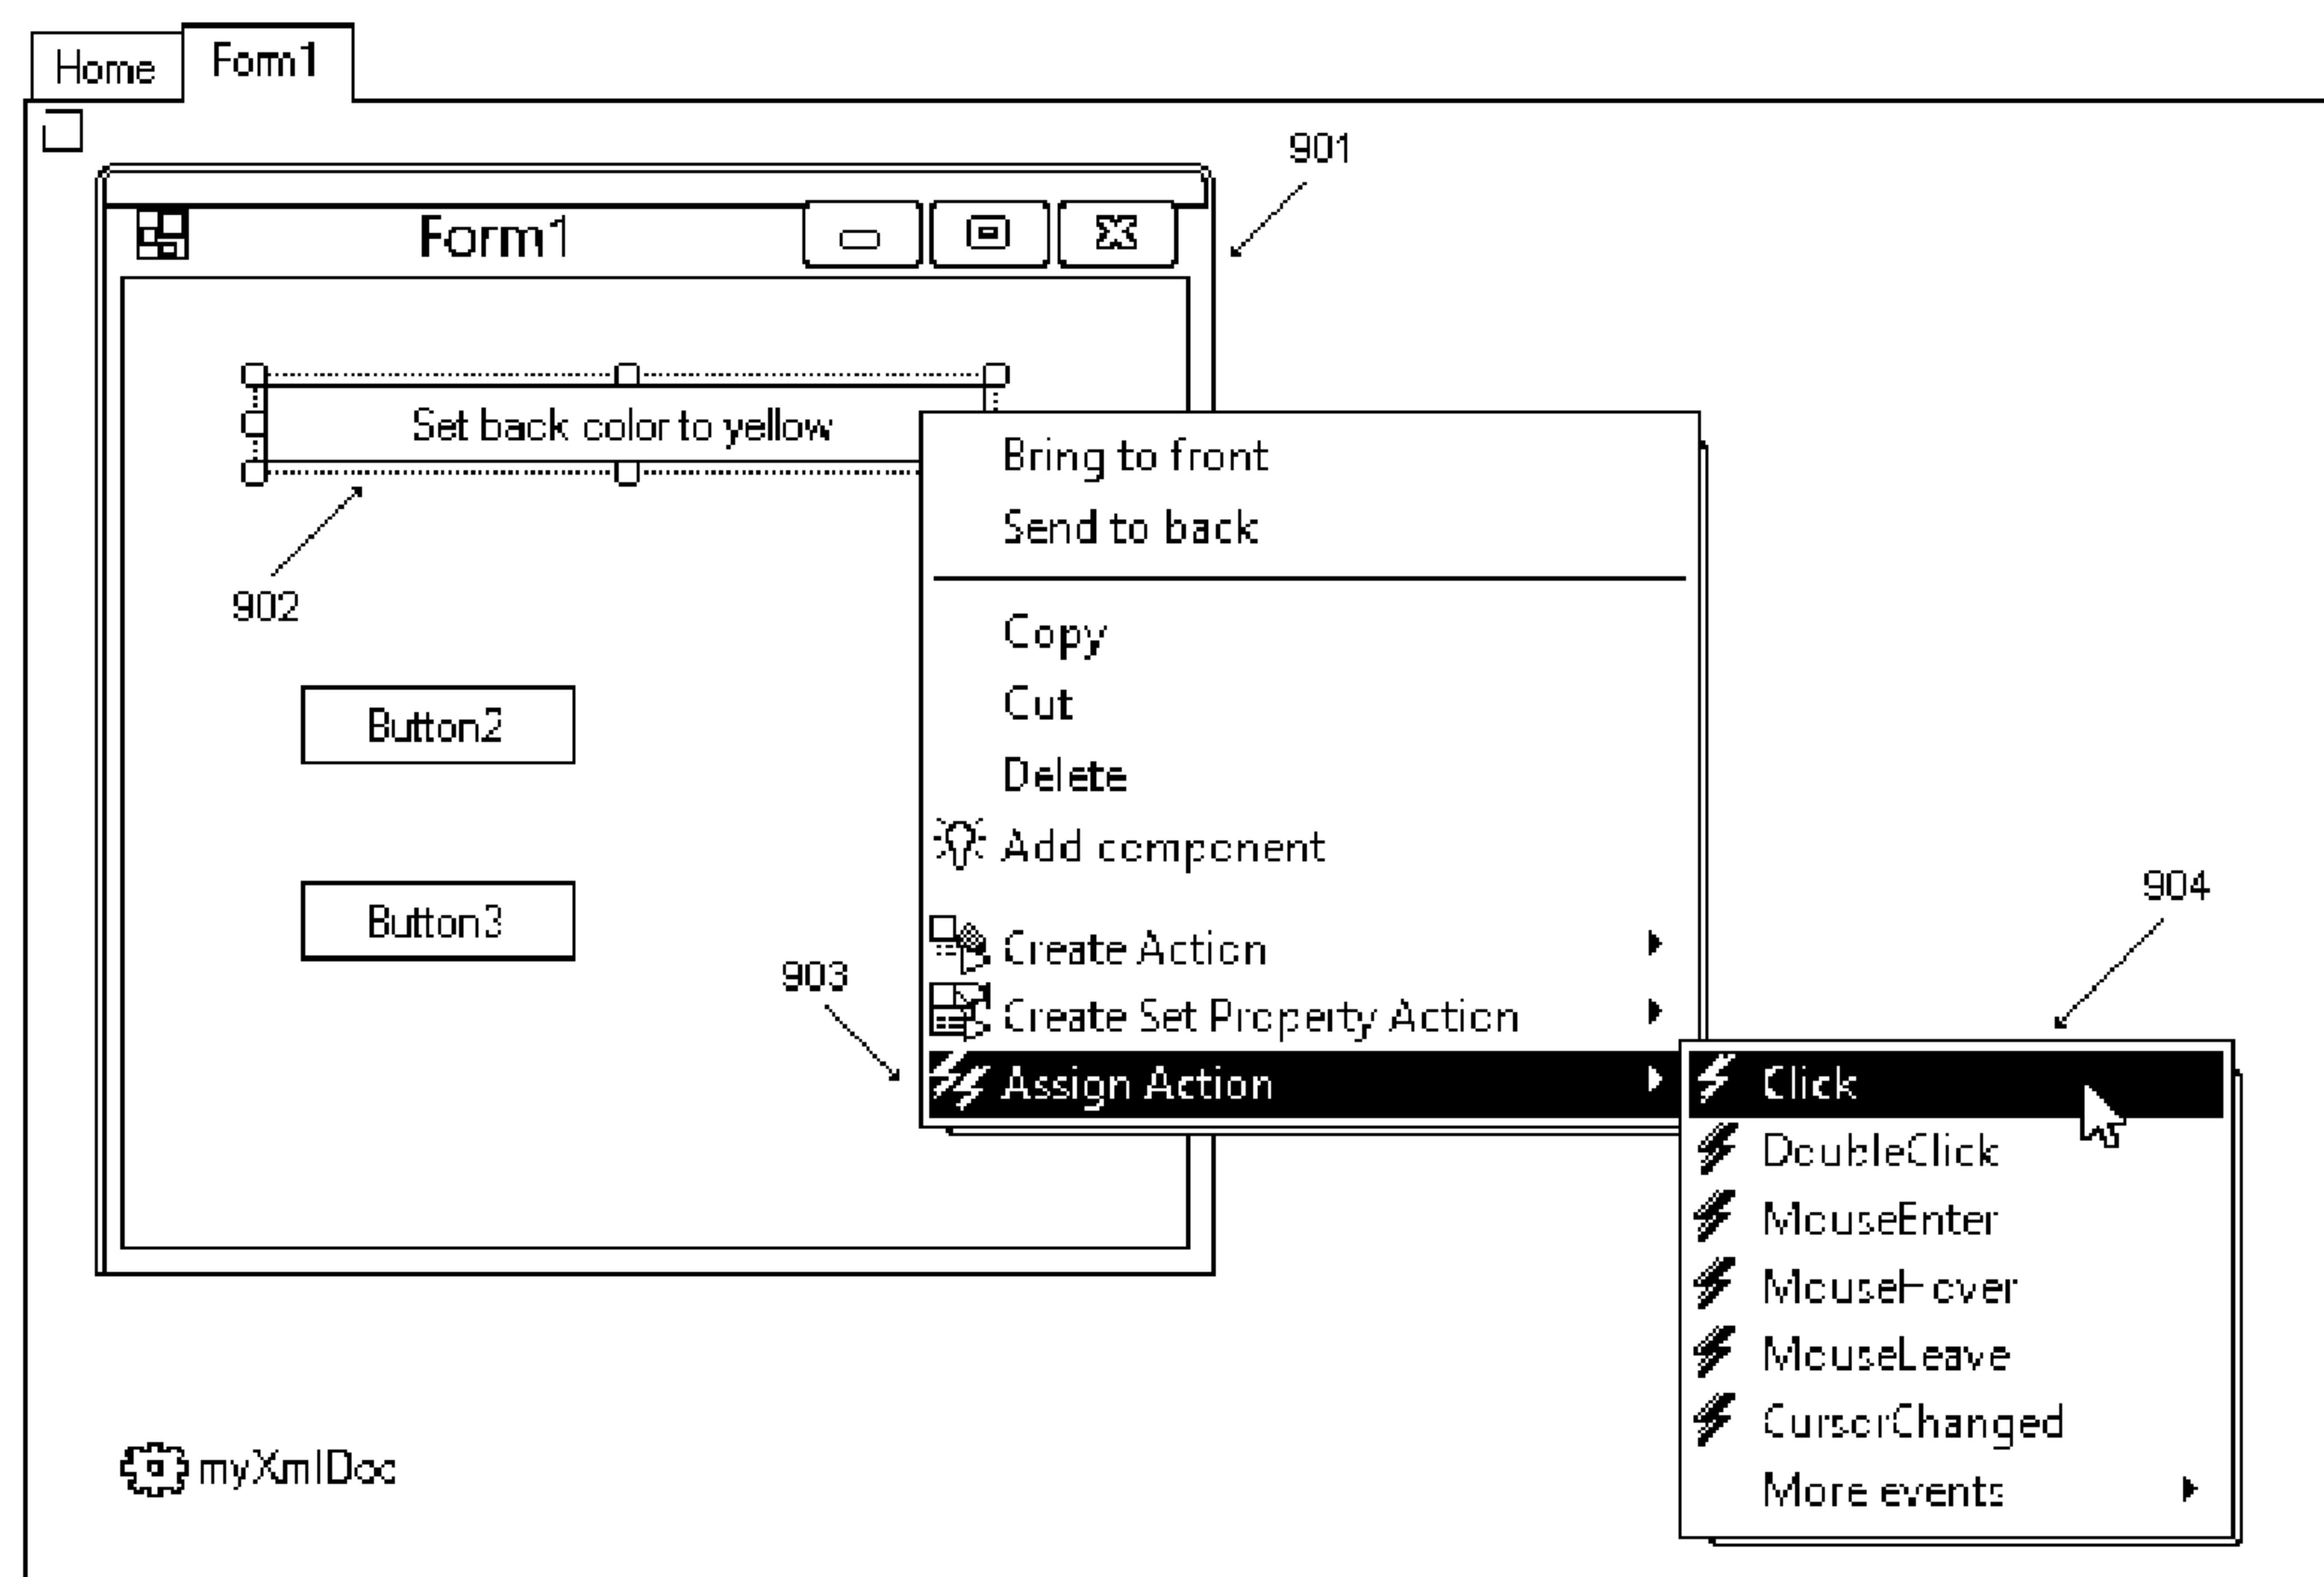 Home
Form1
901
Form1
Set back color to yellow
902
Bring to front
Send to back
Copy
Cut
Delete
Add component
Button2
Button3
903
904
Create Action
Create Set Property Action
Assign Action
Click
DoubleClick
MouseEnter
MouseHover
MouseLeave
CursorChanged
More events
myXmlDoc